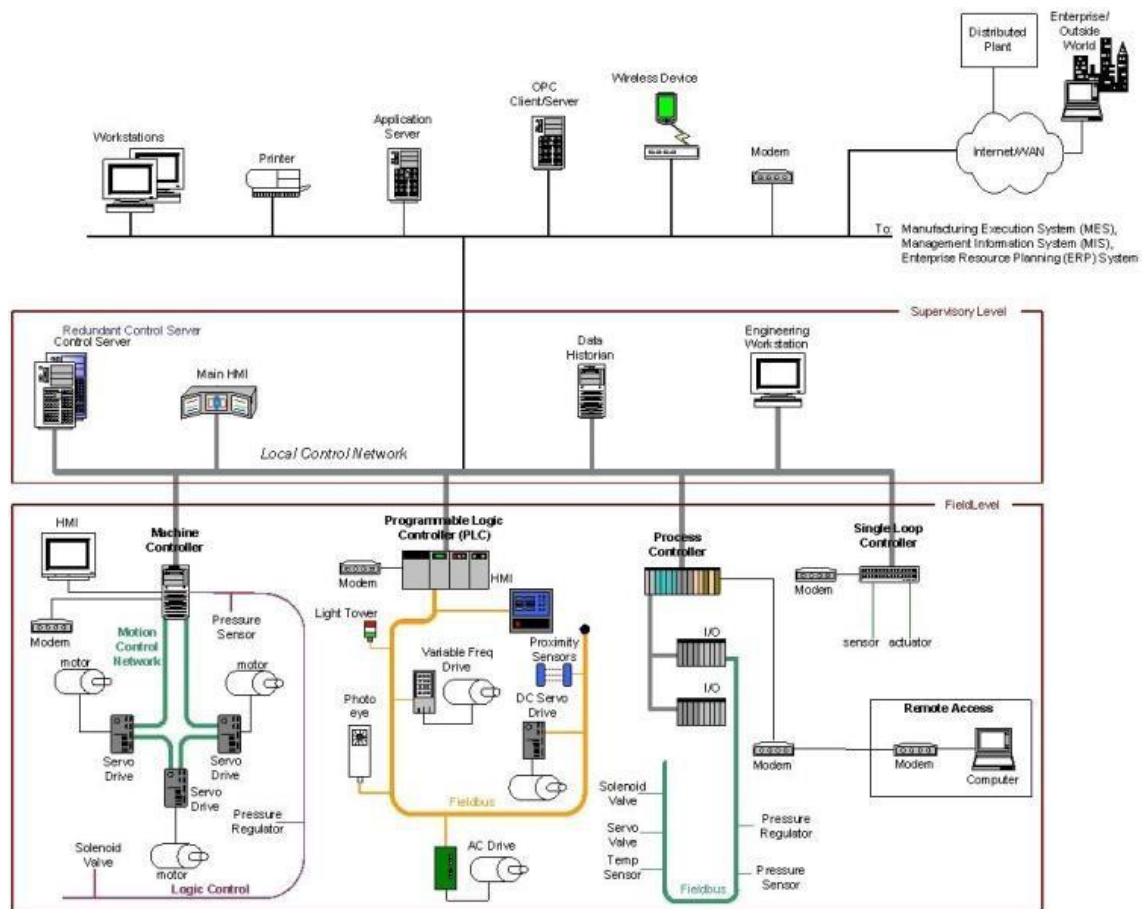 Distributed
Plant
Enterprise/
Outside
World
Internet/WAN
Workstations
Printer
Application
Server
OPC
Client/Server
Wireless Device
Modem
To: Manufacturing Execution System (MES),
Management Information System (MIS),
Enterprise Resource Planning (ERP) System
Supervisory Level
Redundant Control Server
Control Server
Main HMI
Data
Historian
Engineering
Workstation
Local Control Network
FieldLevel
HMI
Machine
Controller
Modem
Pressure
Sensor
Motion
Control
Network
motor
motor
Servo
Drive
Servo
Drive
Servo
Drive
motor
Pressure
Regulator
Solenoid
Valve
Logic Control
Programmable Logic
Controller (PLC)
Modem
HMI
Light Tower
Proximity
Sensors
Variable Freq
Drive
Photo
eye
DC Servo
Drive
Fieldbus
AC Drive
Process
Controller
I/O
I/O
Modem
Solenoid
Valve
Servo
Valve
Temp
Sensor
Pressure
Regulator
Pressure
Sensor
Fieldbus
Single Loop
Controller
Modem
sensor
actuator
Remote Access
Modem
Computer